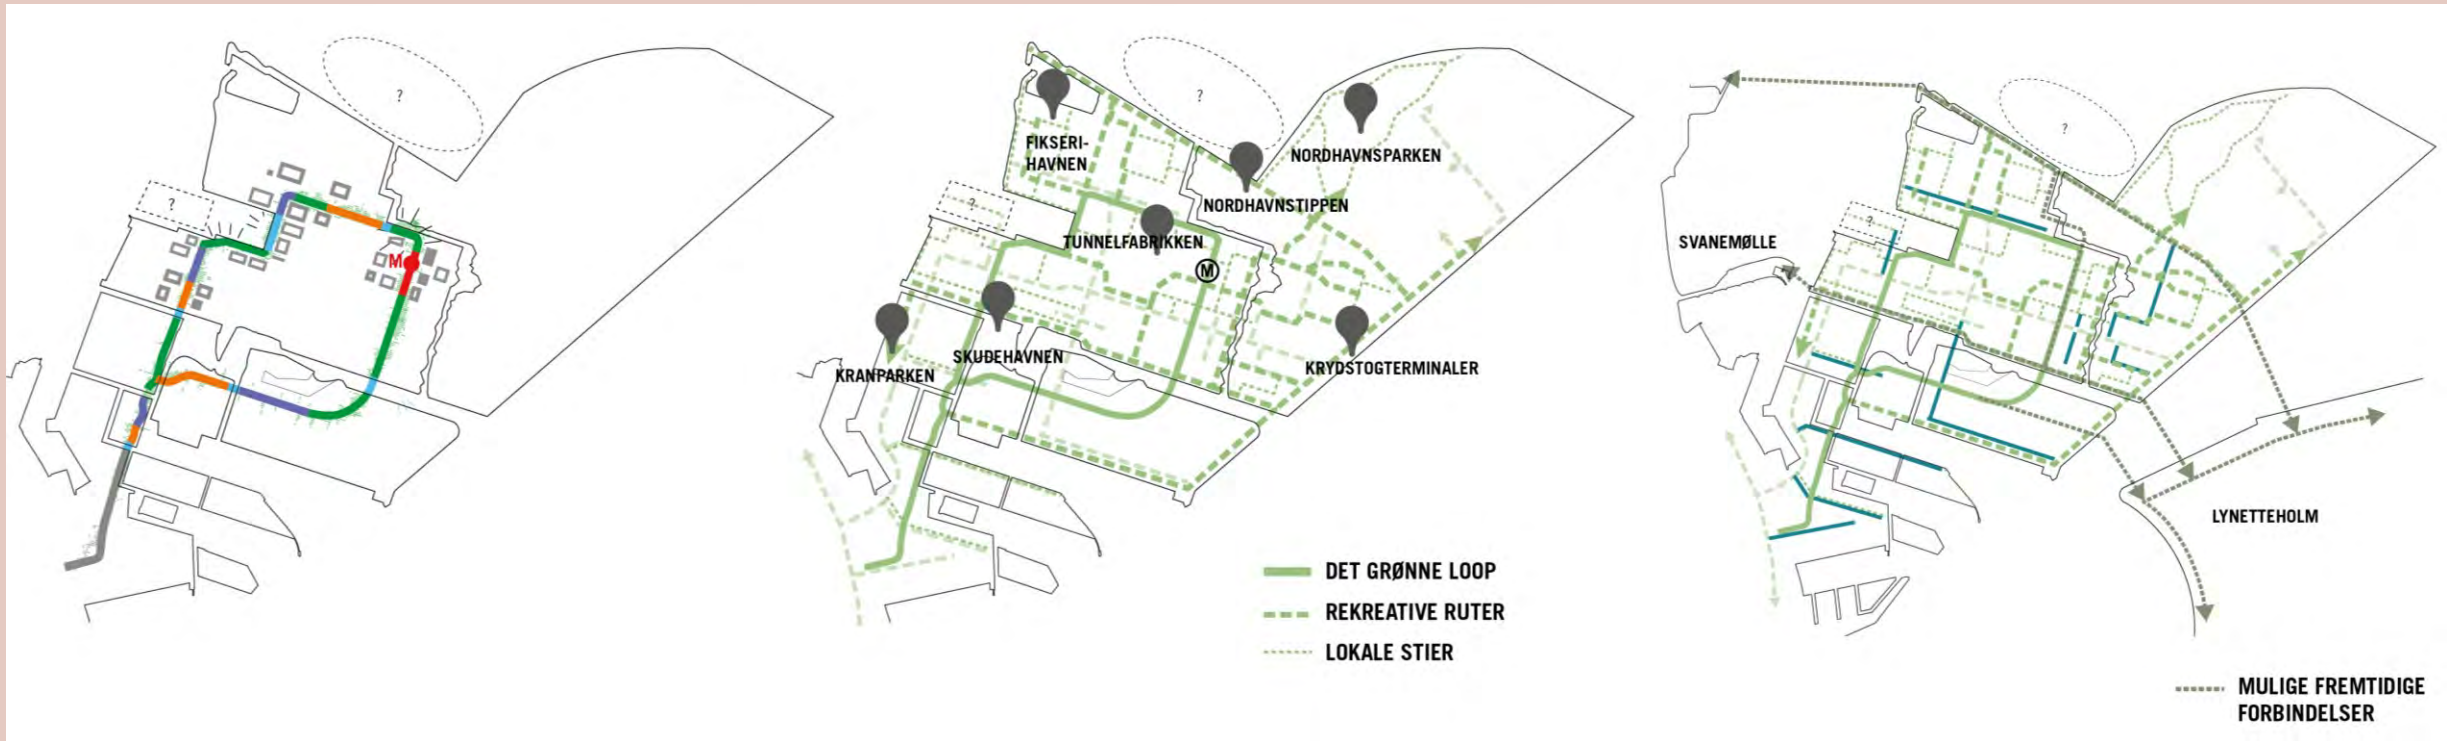 ?
?
M
?
FIKSERI-
HAVNEN
NORDHAVNSPARKEN
NORDHAVNSTIPPEN
?
TUNNELFABRIKKEN
M
SKUDEHAVNEN
KRANPARKEN
KRYDSTOGTERMINALER
DET GRØNNE LOOP
REKREATIVE RUTER
LOKALE STIER
?
?
SVANEMØLLE
LYNETTEHOLM
MULIGE FREMTIDIGE
FORBINDELSER